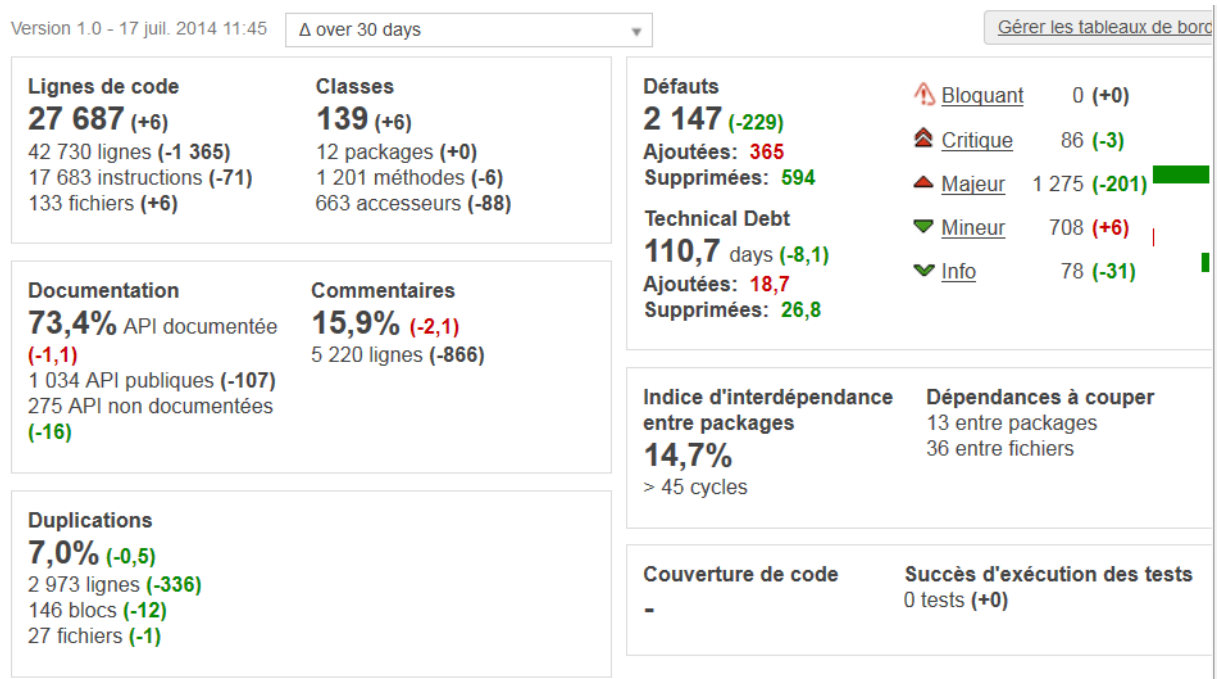 Version 1.0 - 17 juil. 2014 11:45
Δ over 30 days
Gérer les tableaux de bord
Lignes de code
27 687 (+6)
42 730 lignes (-1 365)
17 683 instructions (-71)
133 fichiers (+6)
Classes
139 (+6)
12 packages (+0)
1 201 méthodes (-6)
663 accesseurs (-88)
Documentation
73,4% API documentée
(-1,1)
1 034 API publiques (-107)
275 API non documentées
(-16)
Commentaires
15,9% (-2,1)
5 220 lignes (-866)
Duplications
7,0% (-0,5)
2 973 lignes (-336)
146 blocs (-12)
27 fichiers (-1)
Défauts
2 147 (-229)
Ajoutées: 365
Supprimées: 594
Technical Debt
110,7 days (-8,1)
Ajoutées: 18,7
Supprimées: 26,8
Bloquant 0 (+0)
Critique 86 (-3)
Majeur 1 275 (-201)
Mineur 708 (+6)
Info 78 (-31)
Indice d'interdépendance
entre packages
14,7%
> 45 cycles
Dépendances à couper
13 entre packages
36 entre fichiers
Couverture de code
-
Succès d'exécution des tests
0 tests (+0)